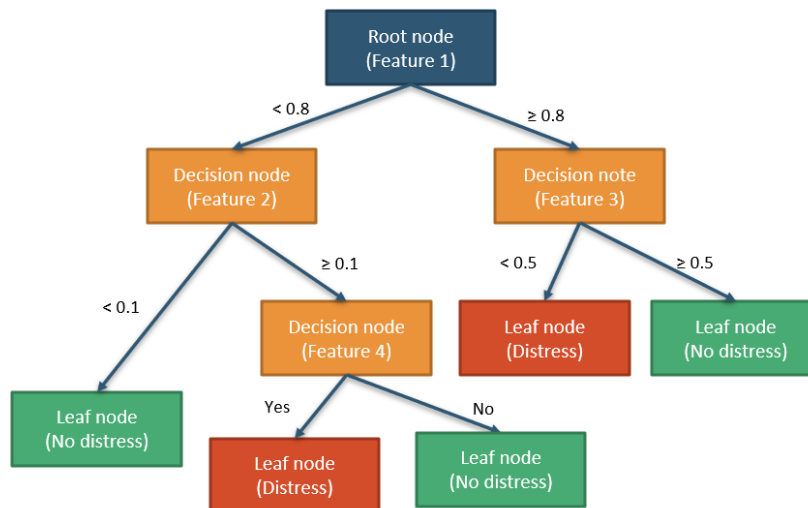 Root node
(Feature 1)
< 0.8
≥ 0.8
Decision node
(Feature 2)
Decision note
(Feature 3)
< 0.1
≥ 0.1
< 0.5
≥ 0.5
Decision node
(Feature 4)
Leaf node
(Distress)
Leaf node
(No distress)
Yes
No
Leaf node
(No distress)
Leaf node
(Distress)
Leaf node
(No distress)